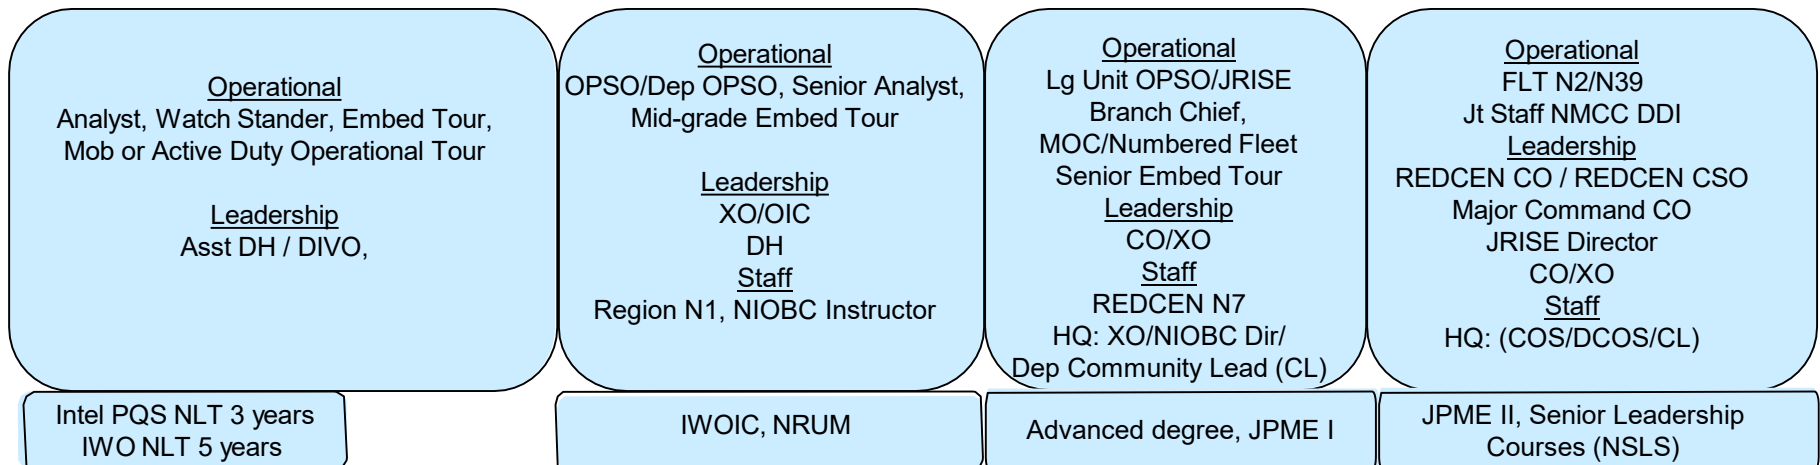 Operational
Analyst, Watch Stander, Embed Tour,
Mob or Active Duty Operational Tour
Leadership
Asst DH / DIVO,
Operational
OPSO/Dep OPSO, Senior Analyst,
Mid-grade Embed Tour
Leadership
XO/OIC
DH
Staff
Region N1, NIOBC Instructor
Operational
Lg Unit OPSO/JRISE
Branch Chief,
MOC/Numbered Fleet
Senior Embed Tour
Leadership
CO/XO
Staff
REDCEN N7
HQ: XO/NIOBC Dir/
Dep Community Lead (CL)
Operational
FLT N2/N39
Jt Staff NMCC DDI
Leadership
REDCEN CO / REDCEN CSO
Major Command CO
JRISE Director
CO/XO
Staff
HQ: (COS/DCOS/CL)
Intel PQS NLT 3 years
IWO NLT 5 years
IWOIC, NRUM
Advanced degree, JPME I
JPME II, Senior Leadership
Courses (NSLS)